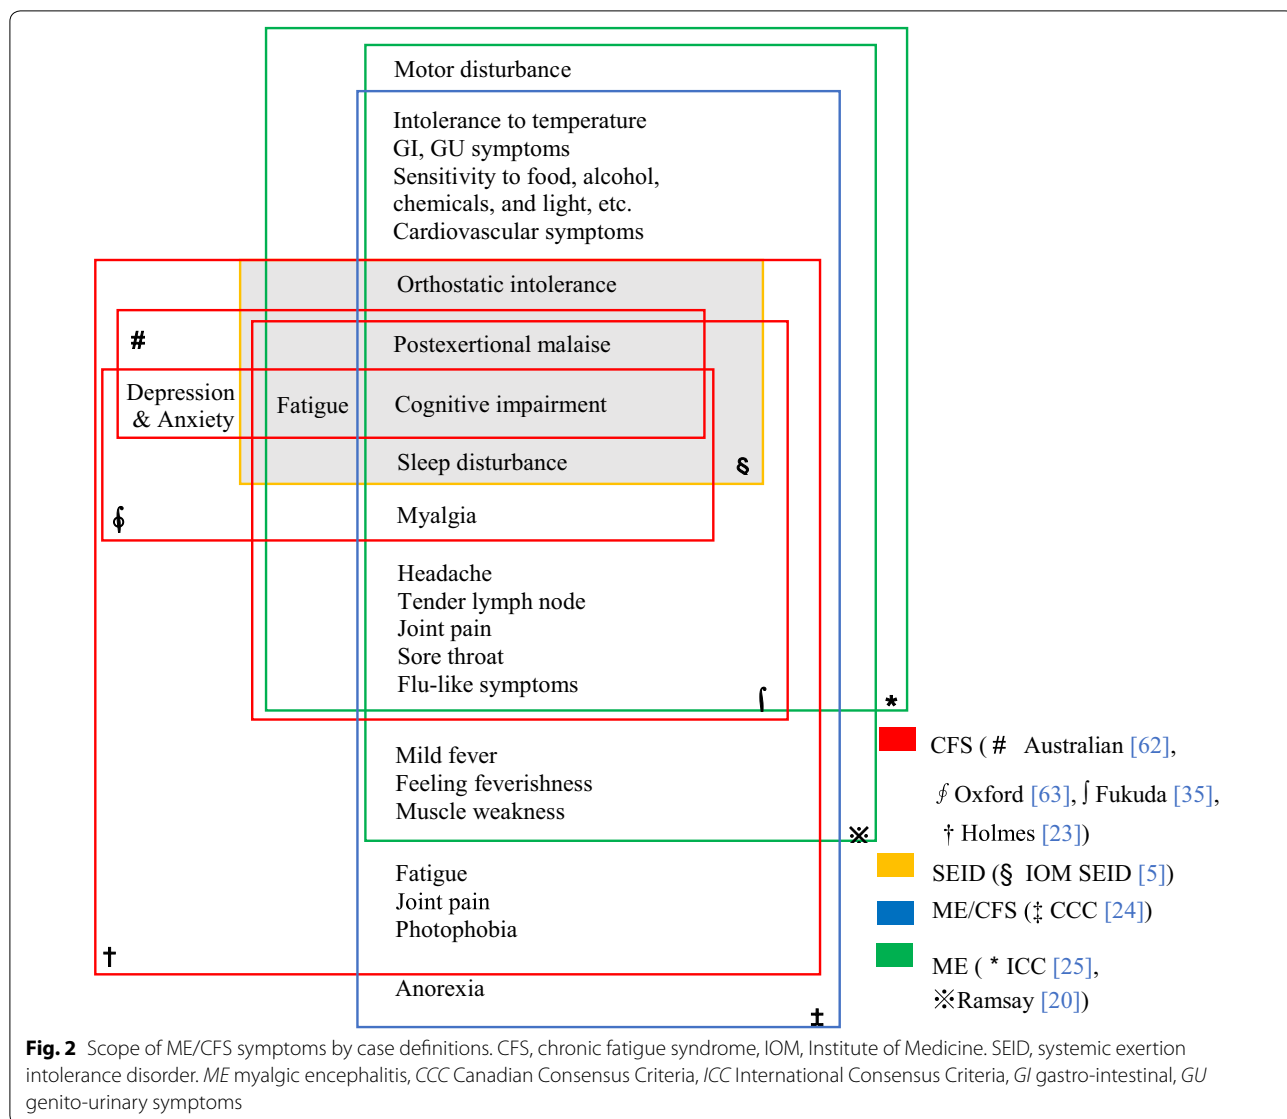 Motor disturbance
Intolerance to temperature
GI, GU symptoms
Sensitivity to food, alcohol,
chemicals, and light, etc.
Cardiovascular symptoms
Orthostatic intolerance
#
Postexertional malaise
Depression
& Anxiety
Fatigue
Cognitive impairment
Sleep disturbance
§
∮
Myalgia
Headache
Tender lymph node
Joint pain
Sore throat
Flu-like symptoms
∫
*
Mild fever
Feeling feverishness
Muscle weakness
※
Fatigue
Joint pain
Photophobia
†
Anorexia
‡
CFS ( # Australian [62],
∮ Oxford [63], ∫ Fukuda [35],
† Holmes [23])
SEID (§ IOM SEID [5])
ME/CFS (‡ CCC [24])
ME ( * ICC [25],
※Ramsay [20])
Fig. 2 Scope of ME/CFS symptoms by case definitions. CFS, chronic fatigue syndrome, IOM, Institute of Medicine. SEID, systemic exertion
intolerance disorder. ME myalgic encephalitis, CCC Canadian Consensus Criteria, ICC International Consensus Criteria, GI gastro-intestinal, GU
genito-urinary symptoms